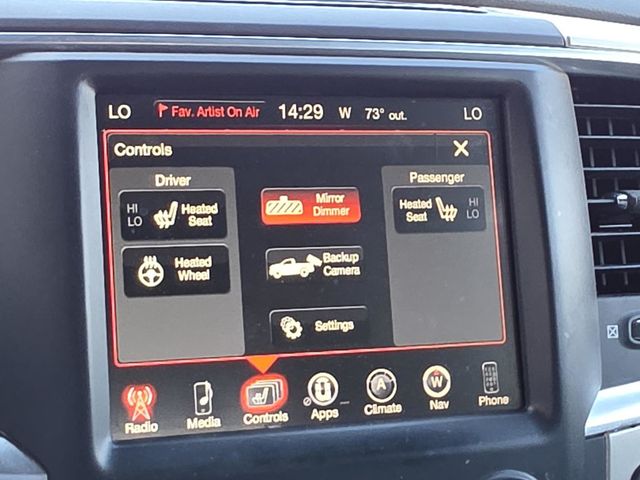 LO Fav. Artist On Air 14:29 W 73° out. LO
Controls
Driver
Passenger
HI
LO
Heated
Seat
Mirror
Dimmer
Heated
Seat
HI
LO
Heated
Wheel
Backup
Camera
Settings
A
W
Radio
Media
Controls
Apps
Climate
Nav
Phone